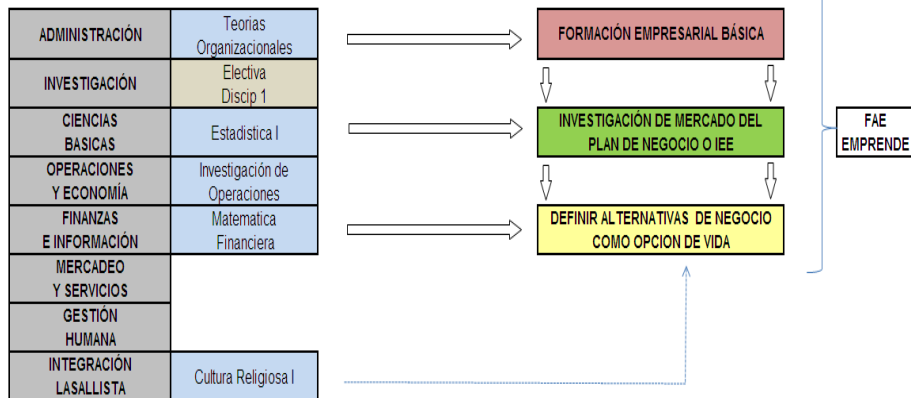 ADMINISTRACIÓN
Teorias
Organizacionales
FORMACIÓN EMPRESARIAL BÁSICA
INVESTIGACIÓN
Electiva
Discip 1
CIENCIAS
BASICAS
Estadistica I
INVESTIGACIÓN DE MERCADO DEL
PLAN DE NEGOCIO O IEE
FAE
EMPRENDE
OPERACIONES
Y ECONOMÍA
Investigación de
Operaciones
FINANZAS
E INFORMACIÓN
Matematica
Financiera
DEFINIR ALTERNATIVAS DE NEGOCIO
COMO OPCION DE VIDA
MERCADEO
Y SERVICIOS
GESTIÓN
HUMANA
INTEGRACIÓN
LASALLISTA
Cultura Religiosa I